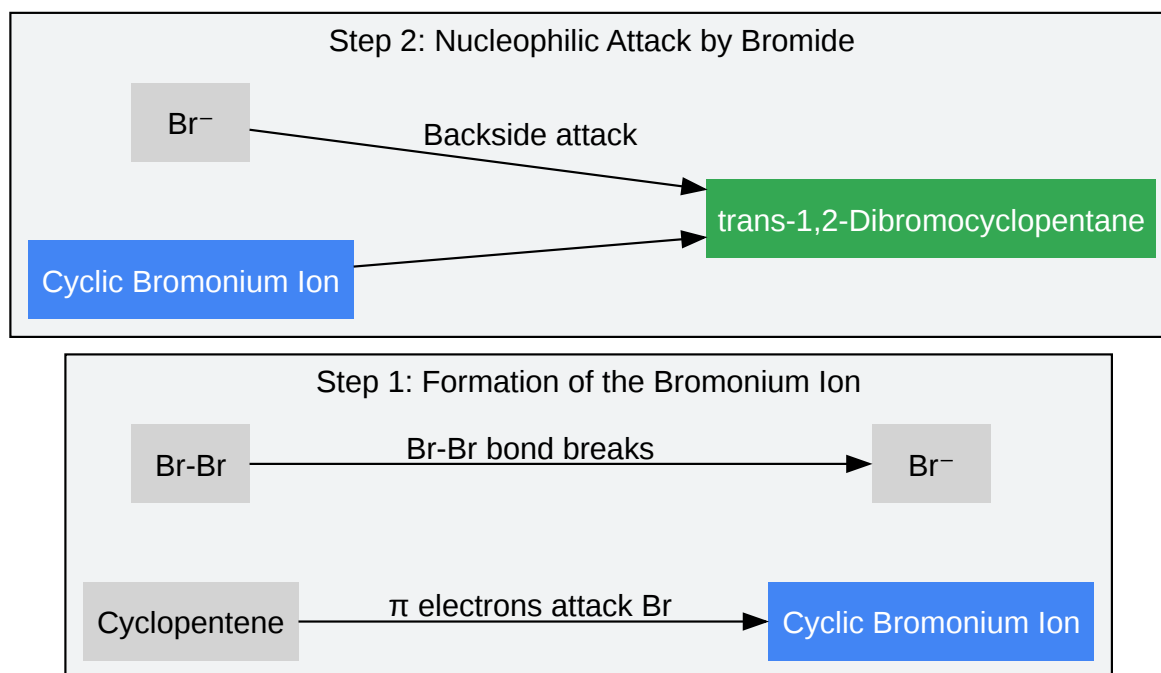 Step 2: Nucleophilic Attack by Bromide
Br⁻
Backside attack
trans-1,2-Dibromocyclopentane
Cyclic Bromonium Ion
Step 1: Formation of the Bromonium Ion
Br-Br
Br-Br bond breaks
Br⁻
Cyclopentene
π electrons attack Br
Cyclic Bromonium Ion